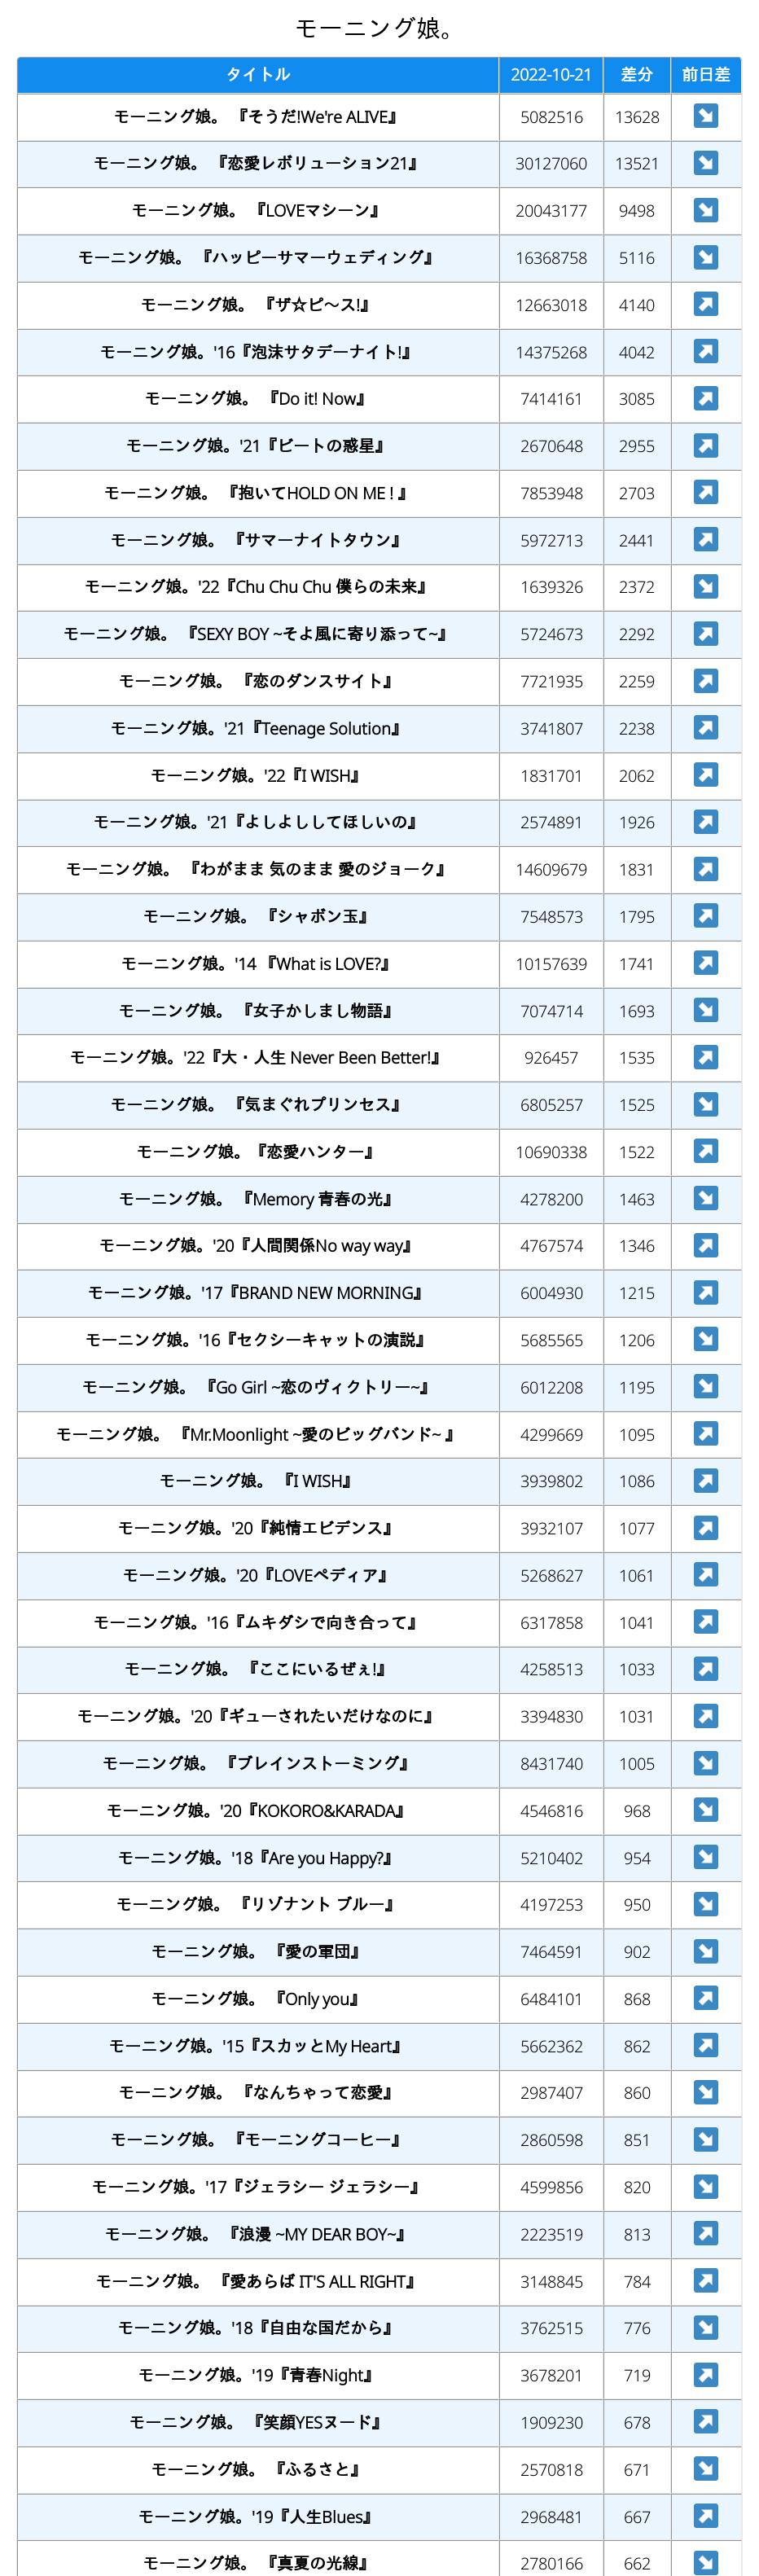 モーニング娘。
タイトル 2022-10-21 差分 前日差
モーニング娘。 『そうだ!We're ALIVE』 5082516 13628
モーニング娘。 『恋愛レボリューション21』 30127060 13521
モーニング娘。 『LOVEマシーン』 20043177 9498
モーニング娘。 『ハッピーサマーウェディング』 16368758 5116
モーニング娘。 『ザ☆ピ〜ス!』 12663018 4140
モーニング娘。'16『泡沫サタデーナイト!』 14375268 4042
モーニング娘。 『Do it! Now』 7414161 3085
モーニング娘。'21『ビートの惑星』 2670648 2955
モーニング娘。 『抱いてHOLD ON ME ! 』 7853948 2703
モーニング娘。 『サマーナイトタウン』 5972713 2441
モーニング娘。'22『Chu Chu Chu 僕らの未来』 1639326 2372
モーニング娘。 『SEXY BOY ~そよ風に寄り添って~』 5724673 2292
モーニング娘。 『恋のダンスサイト』 7721935 2259
モーニング娘。'21『Teenage Solution』 3741807 2238
モーニング娘。'22『I WISH』 1831701 2062
モーニング娘。'21『よしよししてほしいの』 2574891 1926
モーニング娘。 『わがまま 気のまま 愛のジョーク』 14609679 1831
モーニング娘。 『シャボン玉』 7548573 1795
モーニング娘。'14 『What is LOVE?』 10157639 1741
モーニング娘。 『女子かしまし物語』 7074714 1693
モーニング娘。'22『大・人生 Never Been Better!』 926457 1535
モーニング娘。 『気まぐれプリンセス』 6805257 1525
モーニング娘。『恋愛ハンター』 10690338 1522
モーニング娘。 『Memory 青春の光』 4278200 1463
モーニング娘。'20『人間関係No way way』 4767574 1346
モーニング娘。'17『BRAND NEW MORNING』 6004930 1215
モーニング娘。'16『セクシーキャットの演説』 5685565 1206
モーニング娘。 『Go Girl ~恋のヴィクトリー~』 6012208 1195
モーニング娘。 『Mr.Moonlight ~愛のビッグバンド~ 』 4299669 1095
モーニング娘。 『I WISH』 3939802 1086
モーニング娘。'20『純情エビデンス』 3932107 1077
モーニング娘。'20『LOVEペディア』 5268627 1061
モーニング娘。'16『ムキダシで向き合って』 6317858 1041
モーニング娘。 『ここにいるぜぇ!』 4258513 1033
モーニング娘。'20『ギューされたいだけなのに』 3394830 1031
モーニング娘。 『ブレインストーミング』 8431740 1005
モーニング娘。'20『KOKORO&KARADA』 4546816 968
モーニング娘。'18『Are you Happy?』 5210402 954
モーニング娘。 『リゾナント ブルー』 4197253 950
モーニング娘。 『愛の軍団』 7464591 902
モーニング娘。 『Only you』 6484101 868
モーニング娘。'15『スカッとMy Heart』 5662362 862
モーニング娘。 『なんちゃって恋愛』 2987407 860
モーニング娘。 『モーニングコーヒー』 2860598 851
モーニング娘。'17『ジェラシー ジェラシー』 4599856 820
モーニング娘。 『浪漫 ~MY DEAR BOY~』 2223519 813
モーニング娘。 『愛あらば IT'S ALL RIGHT』 3148845 784
モーニング娘。'18『自由な国だから』 3762515 776
モーニング娘。'19『青春Night』 3678201 719
モーニング娘。 『笑顔YESヌード』 1909230 678
モーニング娘。 『ふるさと』 2570818 671
モーニング娘。'19『人生Blues』 2968481 667
モーニング娘。 『真夏の光線』 2780166 662